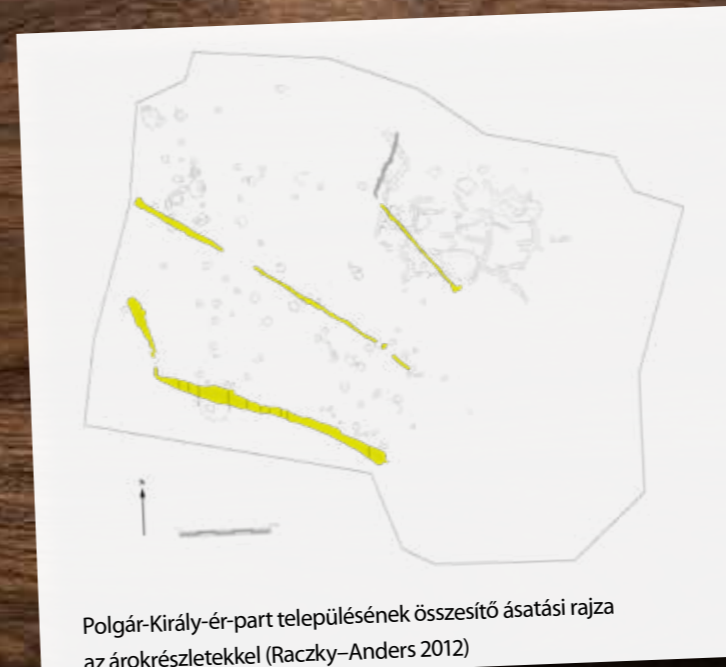 Polgár-Király-ér-part településének összesítő ásatási rajza
az árokrészletekkel (Raczky–Anders 2012)